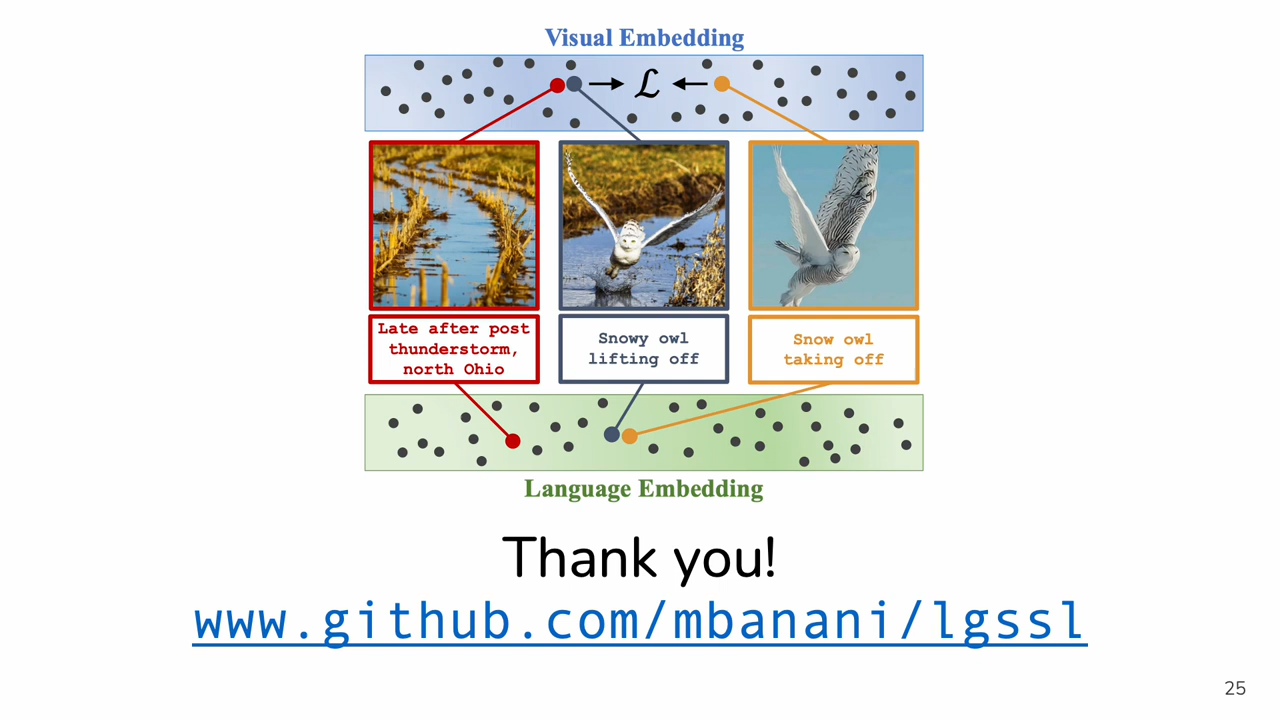 Visual Embedding
ℒ
Late after post
thunderstorm,
north Ohio
Snowy owl
lifting off
Snow owl
taking off
Language Embedding
Thank you!
www.github.com/mbanani/lgssl
25